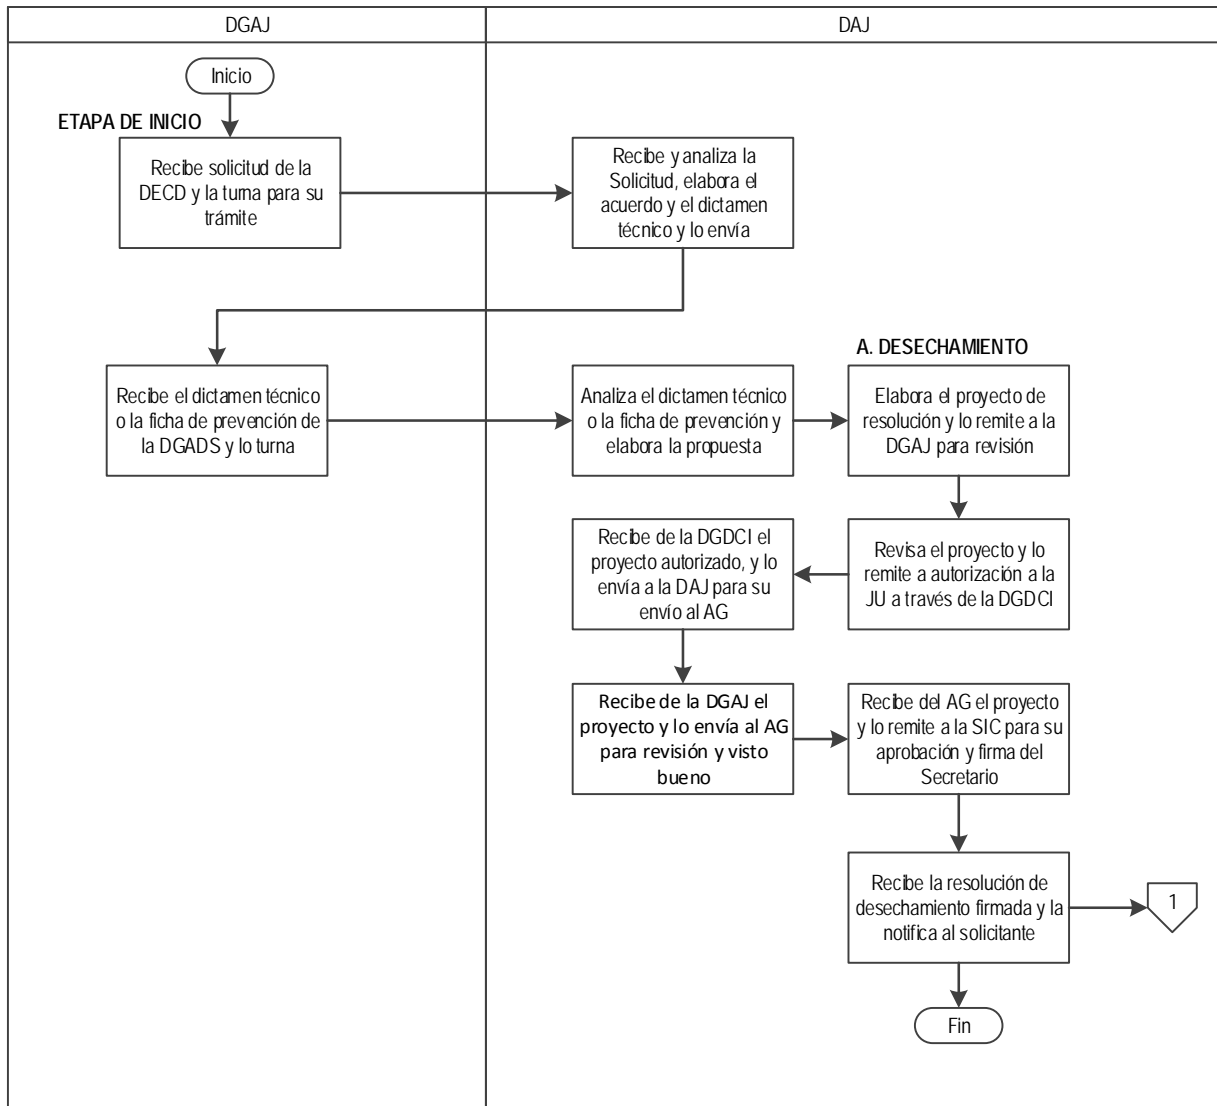 DGAJ
DAJ
Inicio
ETAPA DE INICIO
Recibe solicitud de la
DECD y la turna para su
trámite
Recibe y analiza la
Solicitud, elabora el
acuerdo y el dictamen
técnico y lo envía
A. DESECHAMIENTO
Recibe el dictamen técnico
o la ficha de prevención de
la DGADS y lo turna
Analiza el dictamen técnico
o la ficha de prevención y
elabora la propuesta
Elabora el proyecto de
resolución y lo remite a la
DGAJ para revisión
Revisa el proyecto y lo
remite a autorización a la
JU a través de la DGDCI
Recibe de la DGDCI el
proyecto autorizado, y lo
envía a la DAJ para su
envío al AG
Recibe de la DGAJ el
proyecto y lo envía al AG
para revisión y visto
bueno
Recibe del AG el proyecto
y lo remite a la SIC para su
aprobación y firma del
Secretario
Recibe la resolución de
desechamiento firmada y la
notifica al solicitante
1
Fin